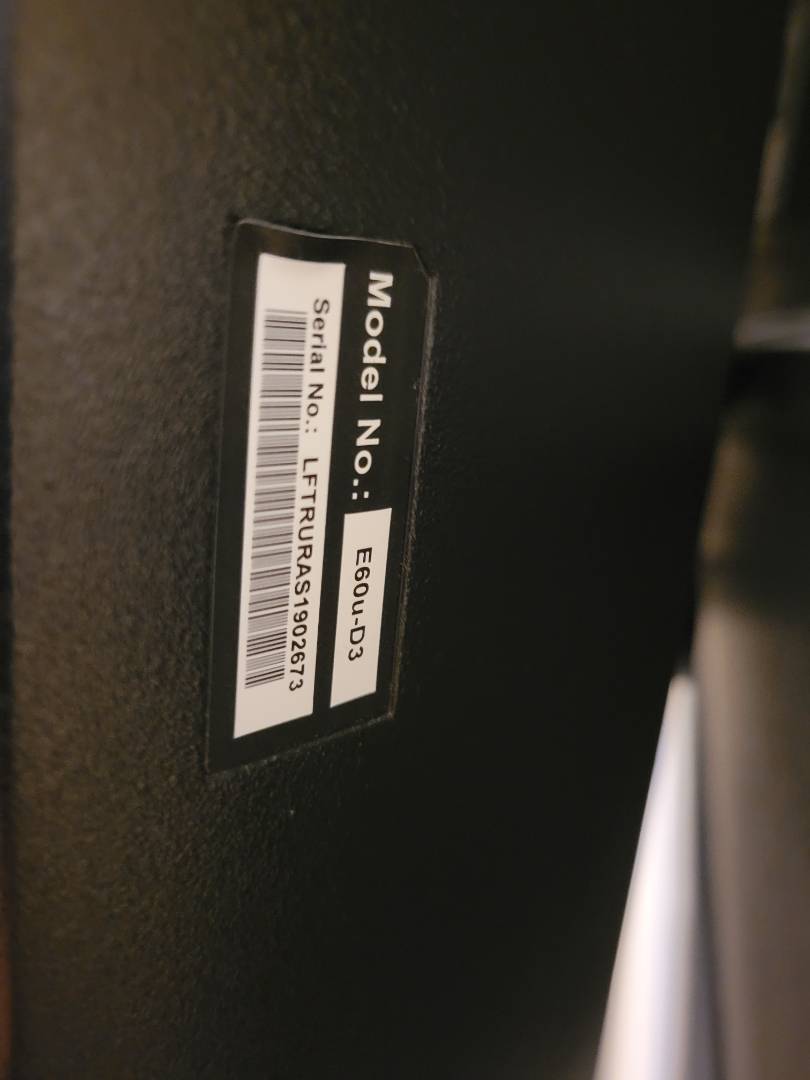 Model No.: E60u-D3
Serial No.: LFTRURAS1902673